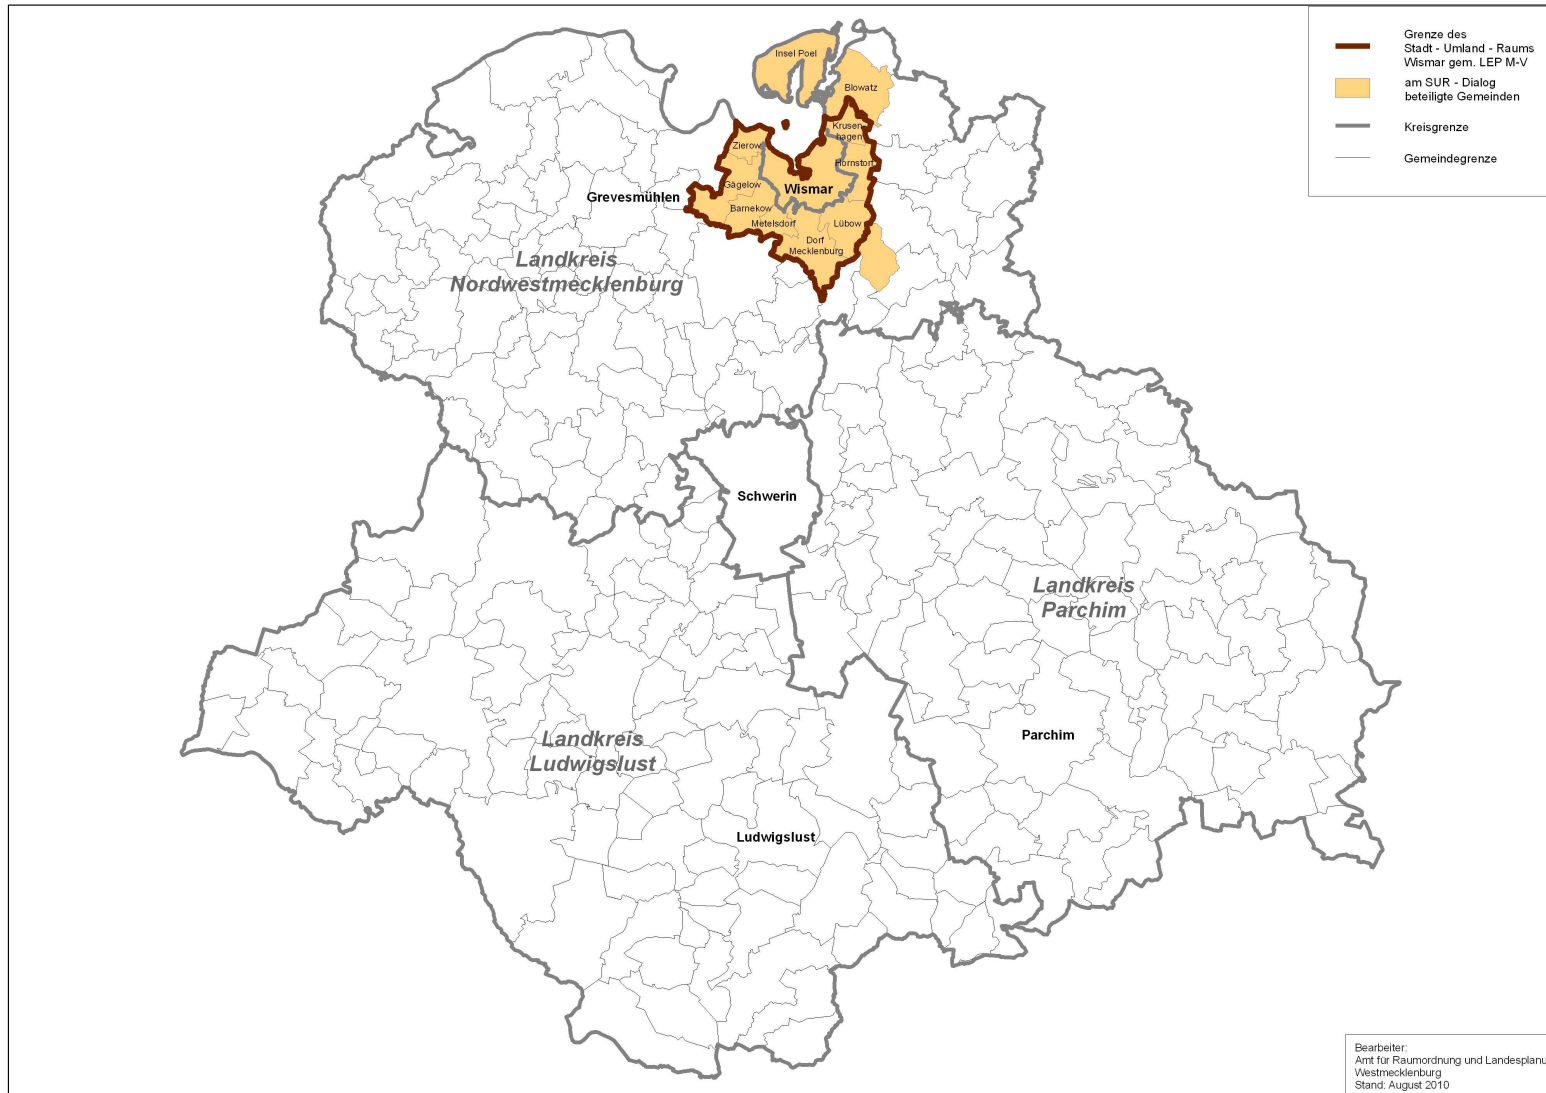 Grenze des
Stadt - Umland - Raums
Wismar gem. LEP M-V
am SUR - Dialog
beteiligte Gemeinden
Kreisgrenze
Gemeindegrenze
Insel Poel
Blowatz
Krusen-
hagen
Zierow
Hornstorf
Gägelow
Wismar
Grevesmühlen
Barnekow
Metelsdorf
Lübow
Dorf
Mecklenburg
Landkreis
Nordwestmecklenburg
Schwerin
Landkreis
Parchim
Landkreis
Ludwigslust
Parchim
Ludwigslust
Bearbeiter:
Amt für Raumordnung und Landesplanu
Westmecklenburg
Stand: August 2010